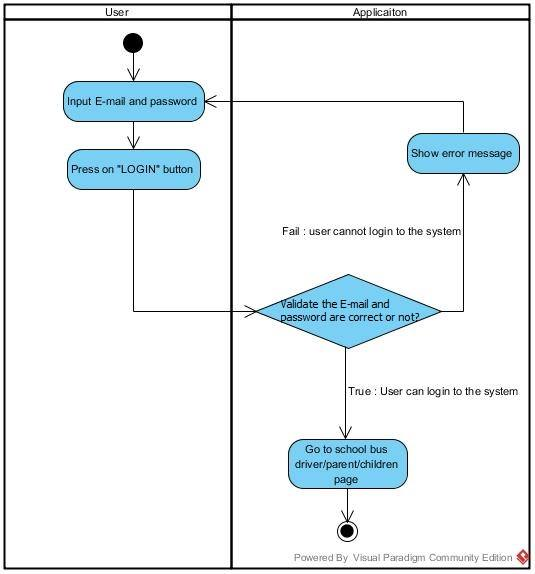 User
Applicaiton
Input E-mail and password
Press on "LOGIN" button
Show error message
Fail : user cannot login to the system
Validate the E-mail and
password are correct or not?
True : User can login to the system
Go to school bus
driver/parent/children
page
Powered By Visual Paradigm Community Edition